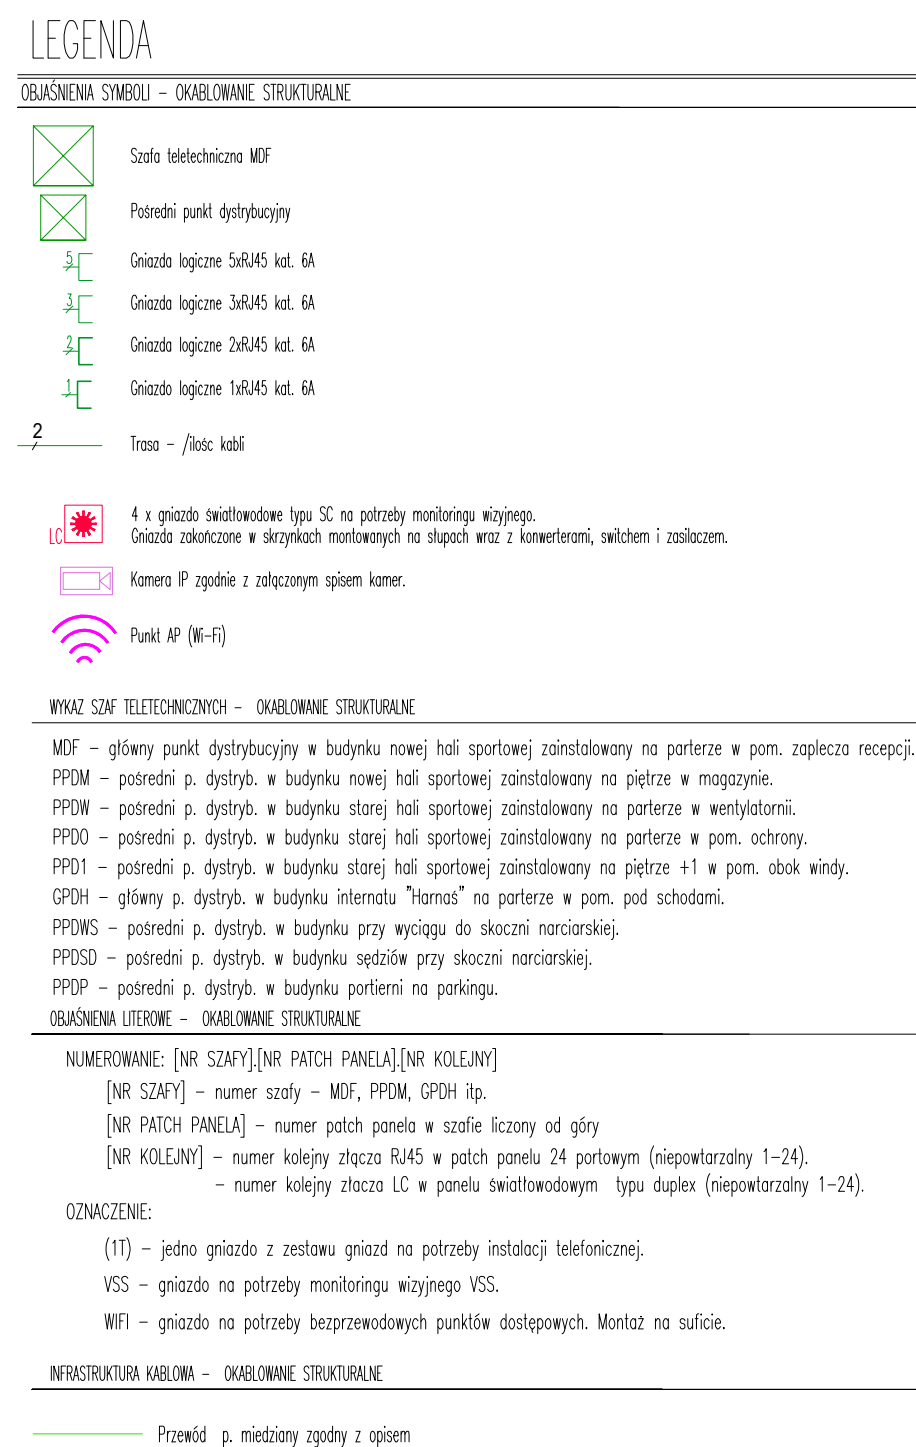 LEGENDA
OBJAŚNIENIA SYMBOLI – OKABLOWANIE STRUKTURALNE
Szafa teletechniczna MDF
Pośredni punkt dystrybucyjny
5 Gniazda logiczne 5xRJ45 kat. 6A
3 Gniazda logiczne 3xRJ45 kat. 6A
2 Gniazda logiczne 2xRJ45 kat. 6A
1 Gniazdo logiczne 1xRJ45 kat. 6A
2 Trasa – /ilośc kabli
4 x gniazdo światłowodowe typu SC na potrzeby monitoringu wizyjnego.
LC Gniazda zakończone w skrzynkach montowanych na słupach wraz z konwerterami, switchem i zasilaczem.
Kamera IP zgodnie z załączonym spisem kamer.
Punkt AP (Wi–Fi)
WYKAZ SZAF TELETECHNICZNYCH – OKABLOWANIE STRUKTURALNE
MDF – główny punkt dystrybucyjny w budynku nowej hali sportowej zainstalowany na parterze w pom. zaplecza recepcji.
PPDM – pośredni p. dystryb. w budynku nowej hali sportowej zainstalowany na piętrze w magazynie.
PPDW – pośredni p. dystryb. w budynku starej hali sportowej zainstalowany na parterze w wentylatornii.
PPDO – pośredni p. dystryb. w budynku starej hali sportowej zainstalowany na parterze w pom. ochrony.
PPD1 – pośredni p. dystryb. w budynku starej hali sportowej zainstalowany na piętrze +1 w pom. obok windy.
GPDH – główny p. dystryb. w budynku internatu "Harnaś" na parterze w pom. pod schodami.
PPDWS – pośredni p. dystryb. w budynku przy wyciągu do skoczni narciarskiej.
PPDSD – pośredni p. dystryb. w budynku sędziów przy skoczni narciarskiej.
PPDP – pośredni p. dystryb. w budynku portierni na parkingu.
OBJAŚNIENIA LITEROWE – OKABLOWANIE STRUKTURALNE
NUMEROWANIE: [NR SZAFY].[NR PATCH PANELA].[NR KOLEJNY]
[NR SZAFY] – numer szafy – MDF, PPDM, GPDH itp.
[NR PATCH PANELA] – numer patch panela w szafie liczony od góry
[NR KOLEJNY] – numer kolejny złącza RJ45 w patch panelu 24 portowym (niepowtarzalny 1–24).
– numer kolejny złacza LC w panelu światłowodowym typu duplex (niepowtarzalny 1–24).
OZNACZENIE:
(1T) – jedno gniazdo z zestawu gniazd na potrzeby instalacji telefonicznej.
VSS – gniazdo na potrzeby monitoringu wizyjnego VSS.
WIFI – gniazdo na potrzeby bezprzewodowych punktów dostępowych. Montaż na suficie.
INFRASTRUKTURA KABLOWA – OKABLOWANIE STRUKTURALNE
Przewód p. miedziany zgodny z opisem